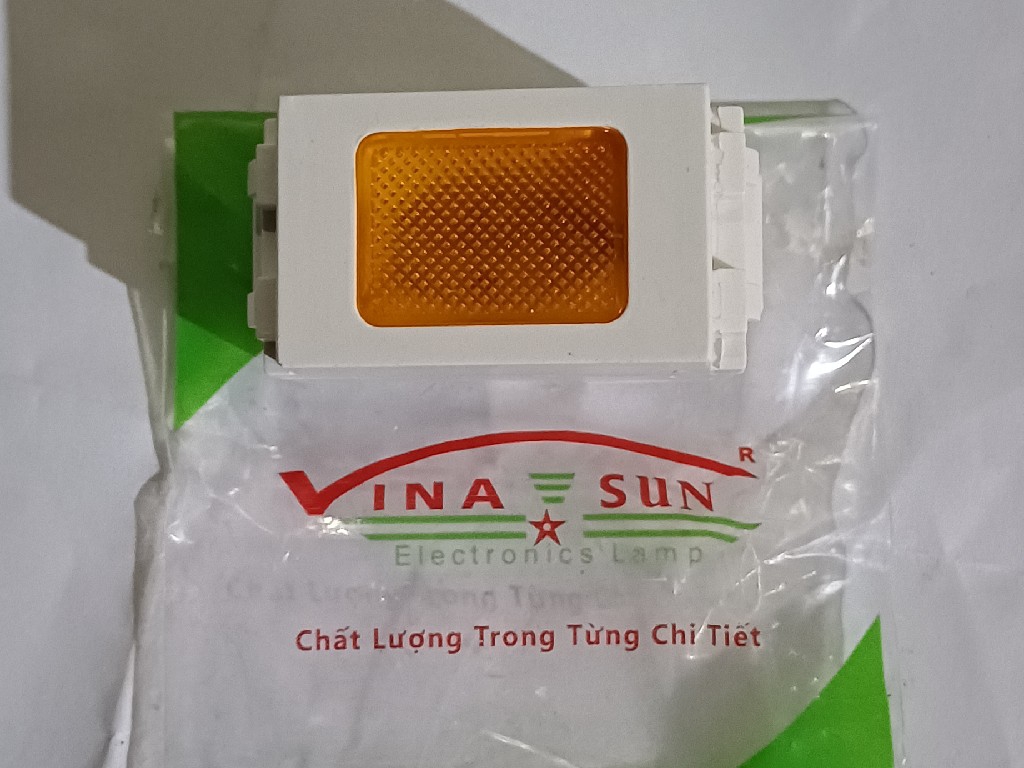 VINA SUN R
Electronics Lamp
Chất Lượng Trong Từng Chi Tiết